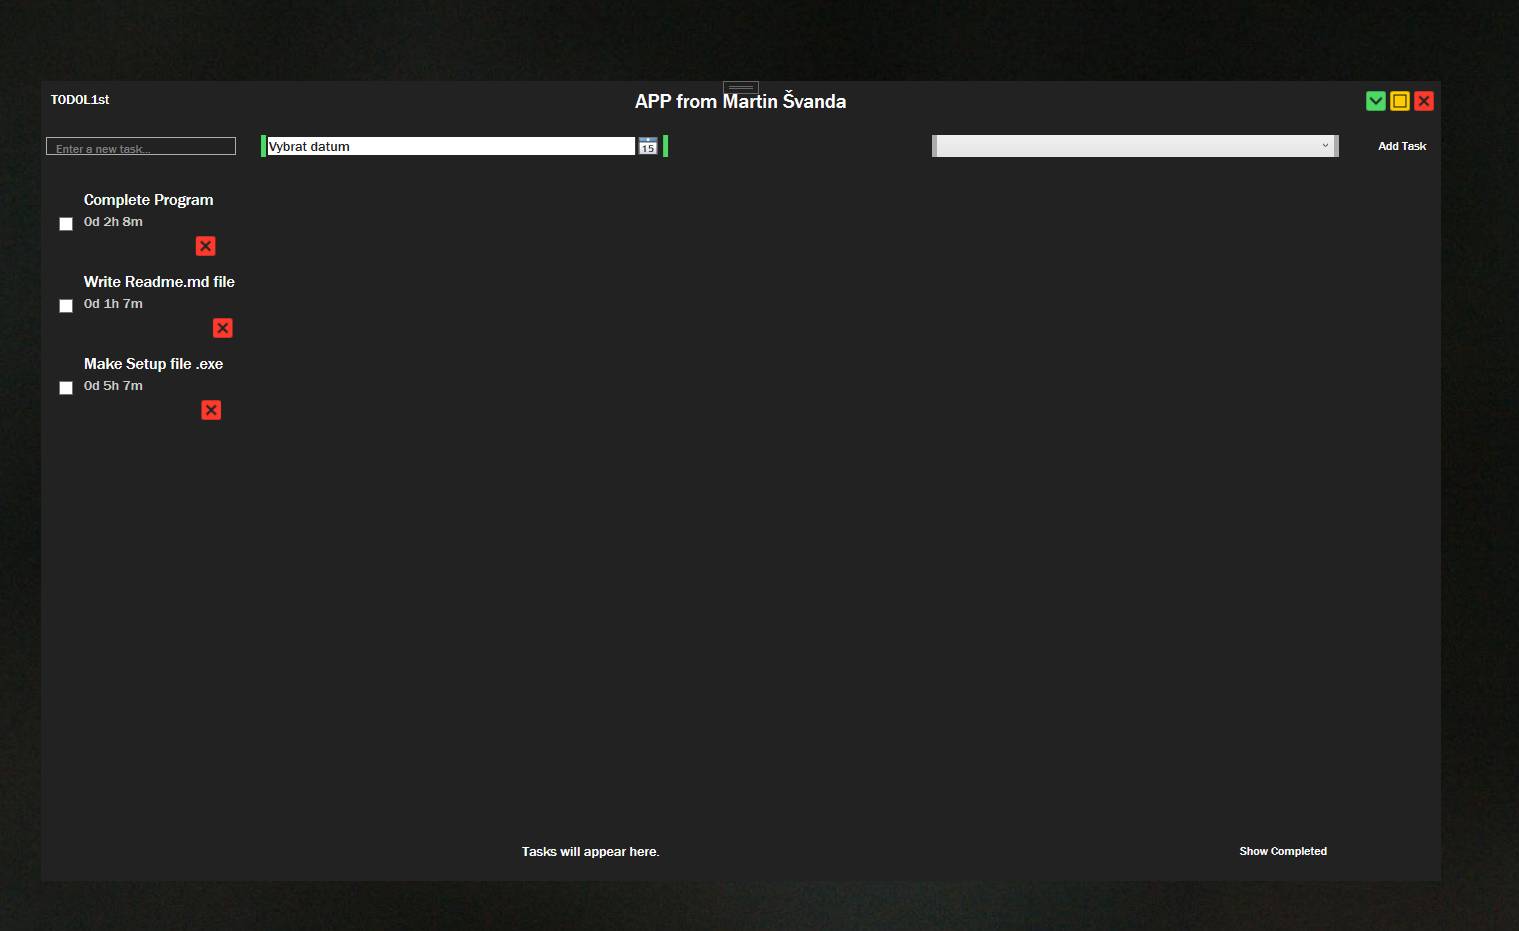 T0D0L1st
APP from Martin Švanda
Enter a new task...
Vybrat datum
15
Add Task
Complete Program
0d 2h 8m
Write Readme.md file
0d 1h 7m
Make Setup file .exe
0d 5h 7m
Tasks will appear here.
Show Completed